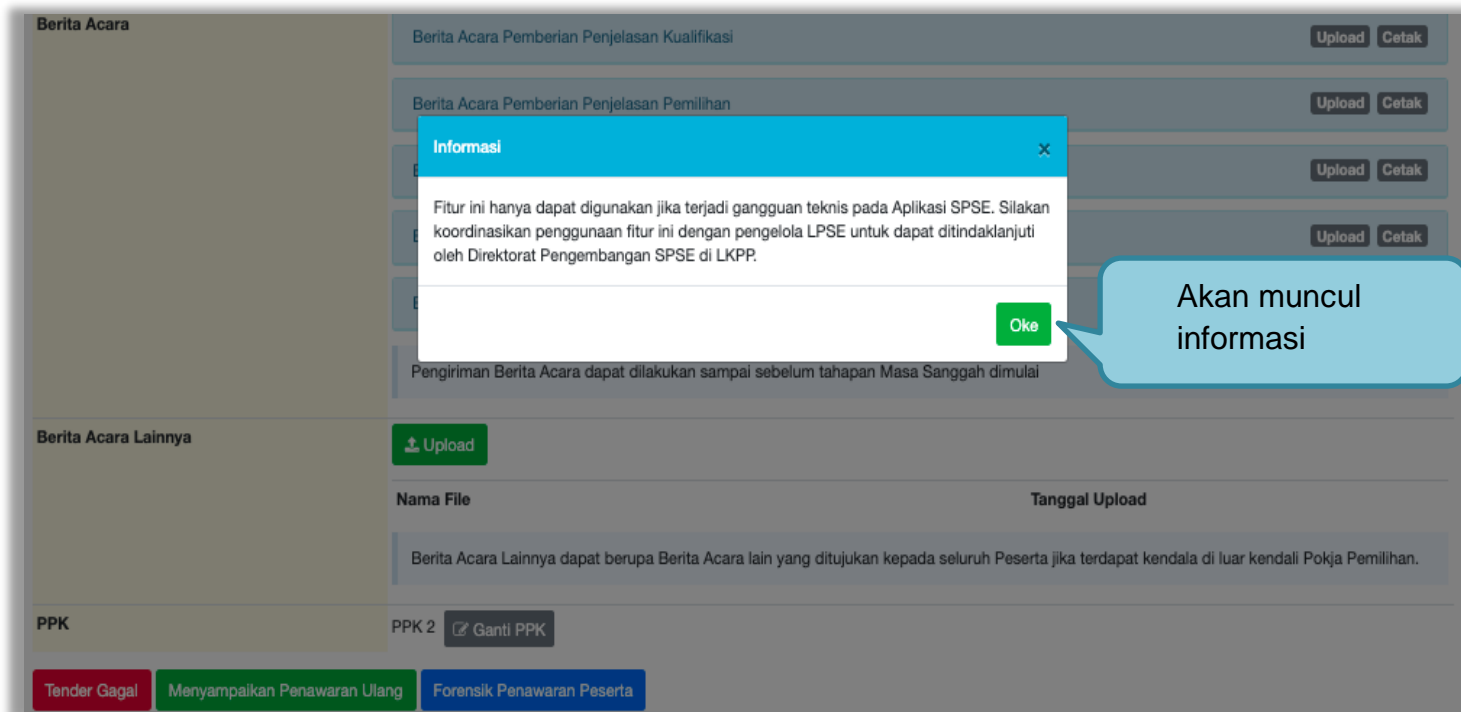 Berita Acara
Berita Acara Pemberian Penjelasan Kualifikasi
Upload Cetak
Berita Acara Pemberian Penjelasan Pemilihan
Upload Cetak
Informasi ×
Upload Cetak
Fitur ini hanya dapat digunakan jika terjadi gangguan teknis pada Aplikasi SPSE. Silakan
koordinasikan penggunaan fitur ini dengan pengelola LPSE untuk dapat ditindaklanjuti
oleh Direktorat Pengembangan SPSE di LKPP.
Upload Cetak
Oke
Akan muncul
informasi
Pengiriman Berita Acara dapat dilakukan sampai sebelum tahapan Masa Sanggah dimulai
Berita Acara Lainnya
Upload
Nama File Tanggal Upload
Berita Acara Lainnya dapat berupa Berita Acara lain yang ditujukan kepada seluruh Peserta jika terdapat kendala di luar kendali Pokja Pemilihan.
PPK
PPK 2 Ganti PPK
Tender Gagal Menyampaikan Penawaran Ulang Forensik Penawaran Peserta